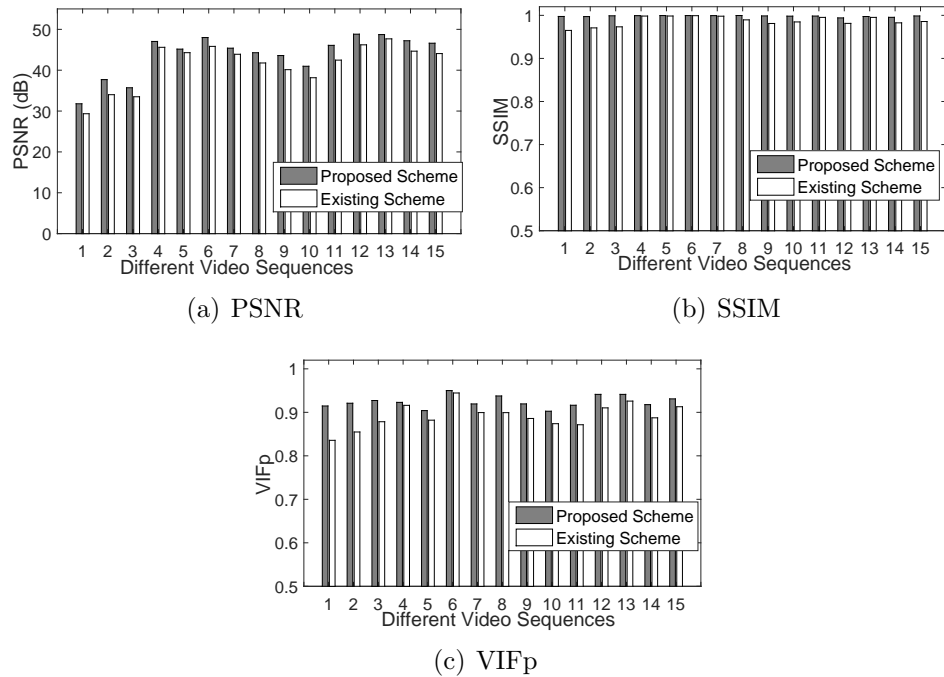 50
40
30
20
10
0
PSNR (dB)
Proposed Scheme
Existing Scheme
1 2 3 4 5 6 7 8 9 10 11 12 13 14 15
Different Video Sequences
(a) PSNR
1
0.9
0.8
0.7
0.6
0.5
SSIM
Proposed Scheme
Existing Scheme
1 2 3 4 5 6 7 8 9 10 11 12 13 14 15
Different Video Sequences
(b) SSIM
1
0.9
0.8
0.7
0.6
0.5
VIFp
Proposed Scheme
Existing Scheme
1 2 3 4 5 6 7 8 9 10 11 12 13 14 15
Different Video Sequences
(c) VIFp